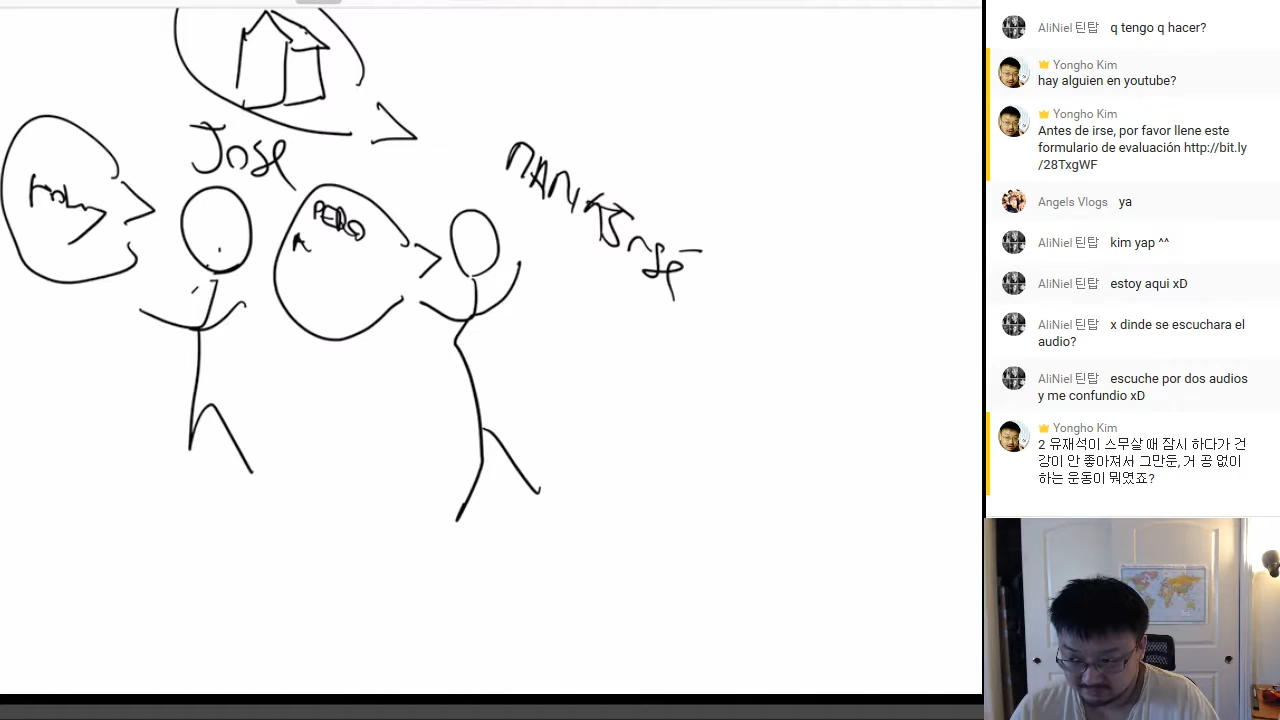 Jose
PEDRO
A
AliNiel 틴탑 q tengo q hacer?
Yongho Kim
hay alguien en youtube?
Yongho Kim
Antes de irse, por favor llene este
formulario de evaluación http://bit.ly
/28TxgWF
Angels Vlogs ya
AliNiel 틴탑 kim yap ^^
AliNiel 틴탑 estoy aqui xD
AliNiel 틴탑 x dinde se escuchara el
audio?
AliNiel 틴탑 escuche por dos audios
y me confundio xD
Yongho Kim
2 유재석이 스무살 때 잠시 하다가 건
강이 안 좋아져서 그만둔, 거 공 없이
하는 운동이 뭐였죠?